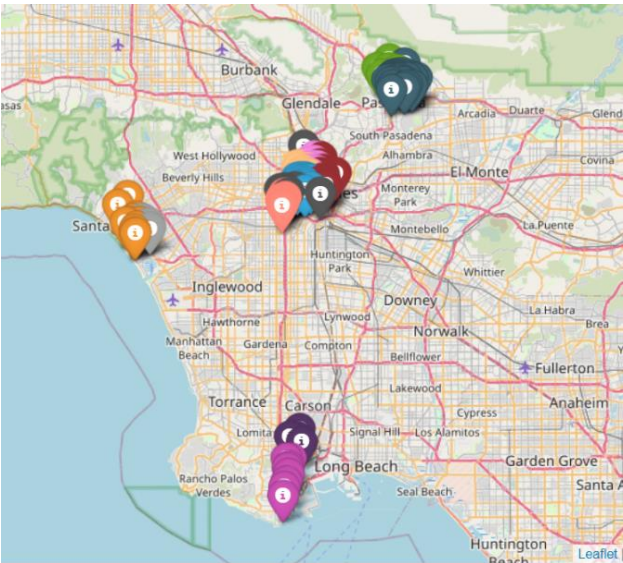 Burbank
Glendale
Pa
Arcadia
Duarte
Glend
South Pasadena
asas
West Hollywood
Alhambra
Covina
Beverly Hills
El Monte
Monterey
Park
es
Santa
Montebello
La Puente
Huntington
Park
Whittier
Inglewood
Downey
La Habra
Hawthorne
Lynwood
Norwalk
Brea
Manhattan
Beach
Gardena
Compton
Bellflower
Fullerton
Lakewood
Torrance
Carson
Cypress
Anaheim
Lomita
Signal Hill
Los Alamitos
Long Beach
Garden Grove
Rancho Palos
Verdes
Seal Beach
Santa A
Huntington
Beach
Leaflet